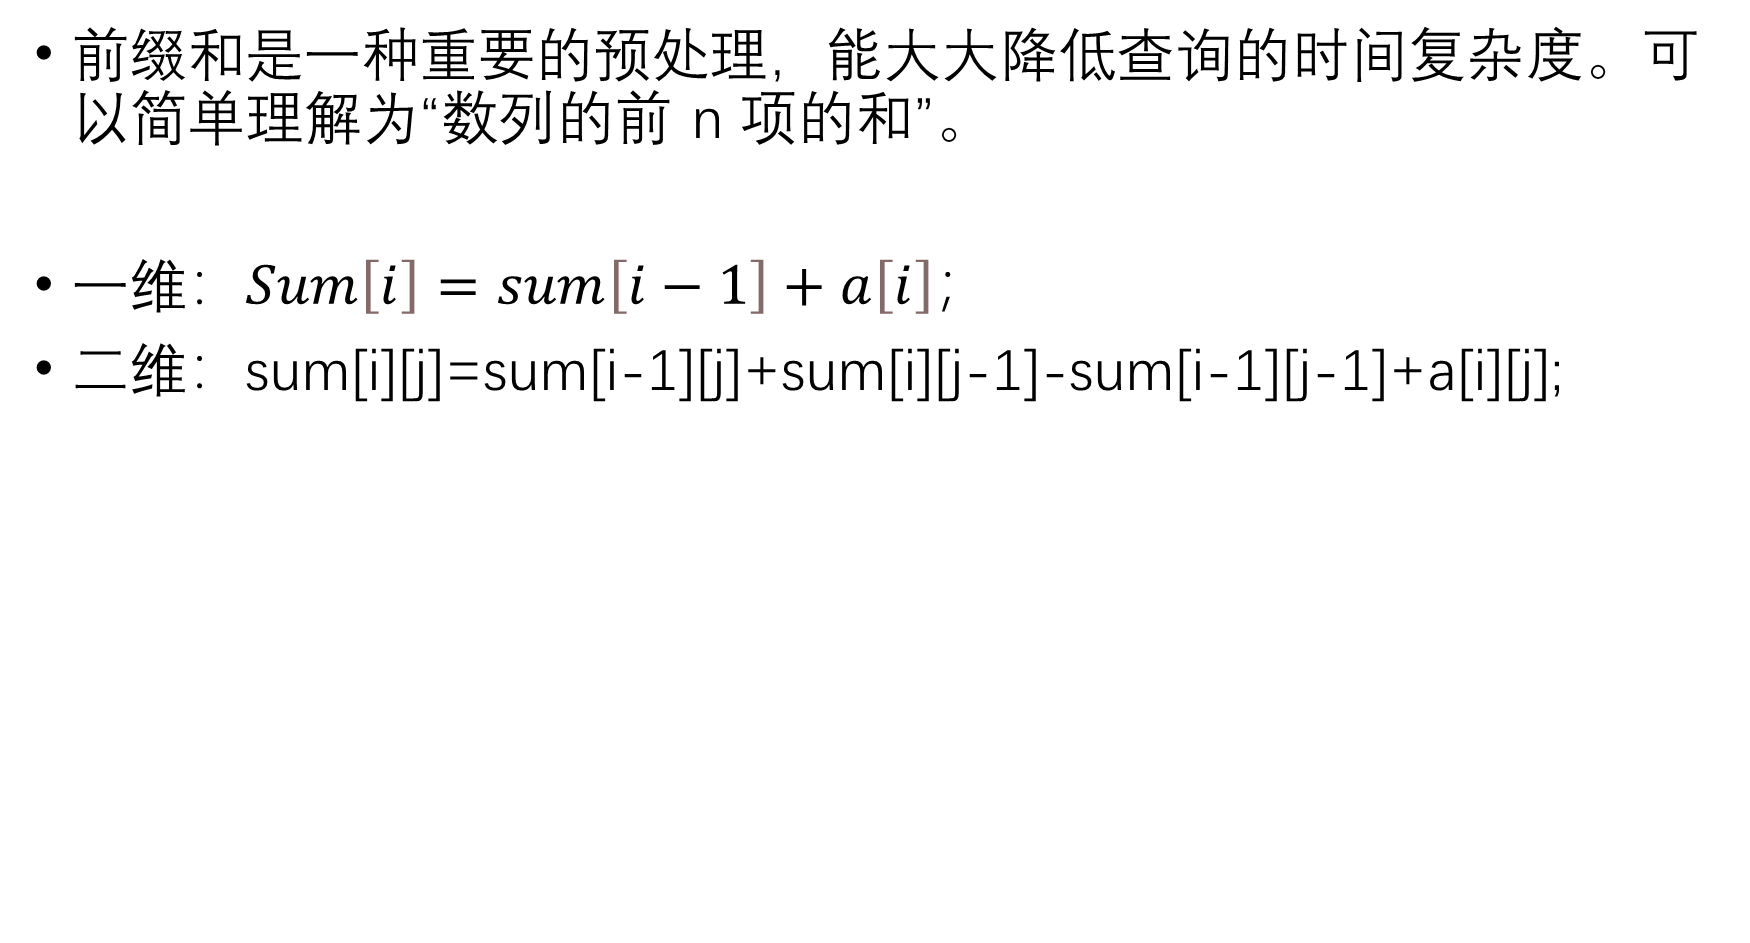 • 前缀和是一种重要的预处理，能大大降低查询的时间复杂度。可
以简单理解为“数列的前 n 项的和”。
• 一维：Sum[i] = sum[i − 1] + a[i];
• 二维：sum[i][j]=sum[i-1][j]+sum[i][j-1]-sum[i-1][j-1]+a[i][j];